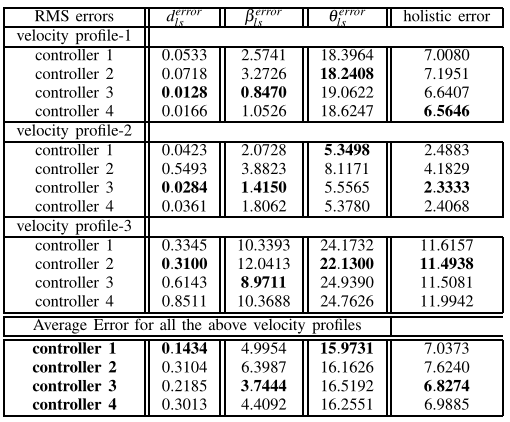 RMS errors d_ls^error β_ls^error θ_ls^error holistic error
velocity profile-1
controller 1 0.0533 2.5741 18.3964 7.0080
controller 2 0.0718 3.2726 18.2408 7.1951
controller 3 0.0128 0.8470 19.0622 6.6407
controller 4 0.0166 1.0526 18.6247 6.5646
velocity profile-2
controller 1 0.0423 2.0728 5.3498 2.4883
controller 2 0.5493 3.8823 8.1171 4.1829
controller 3 0.0284 1.4150 5.5565 2.3333
controller 4 0.0361 1.8062 5.3780 2.4068
velocity profile-3
controller 1 0.3345 10.3393 24.1732 11.6157
controller 2 0.3100 12.0413 22.1300 11.4938
controller 3 0.6143 8.9711 24.9390 11.5081
controller 4 0.8511 10.3688 24.7626 11.9942
Average Error for all the above velocity profiles
controller 1 0.1434 4.9954 15.9731 7.0373
controller 2 0.3104 6.3987 16.1626 7.6240
controller 3 0.2185 3.7444 16.5192 6.8274
controller 4 0.3013 4.4092 16.2551 6.9885